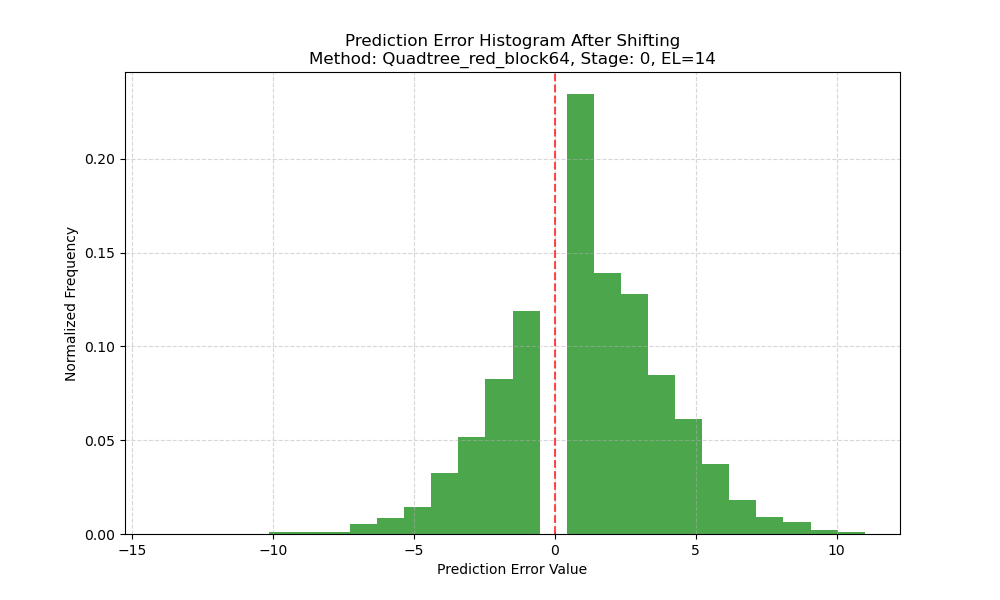 Prediction Error Histogram After Shifting
Method: Quadtree_red_block64, Stage: 0, EL=14
Normalized Frequency
0.20
0.15
0.10
0.05
0.00
−15 −10 −5 0 5 10
Prediction Error Value